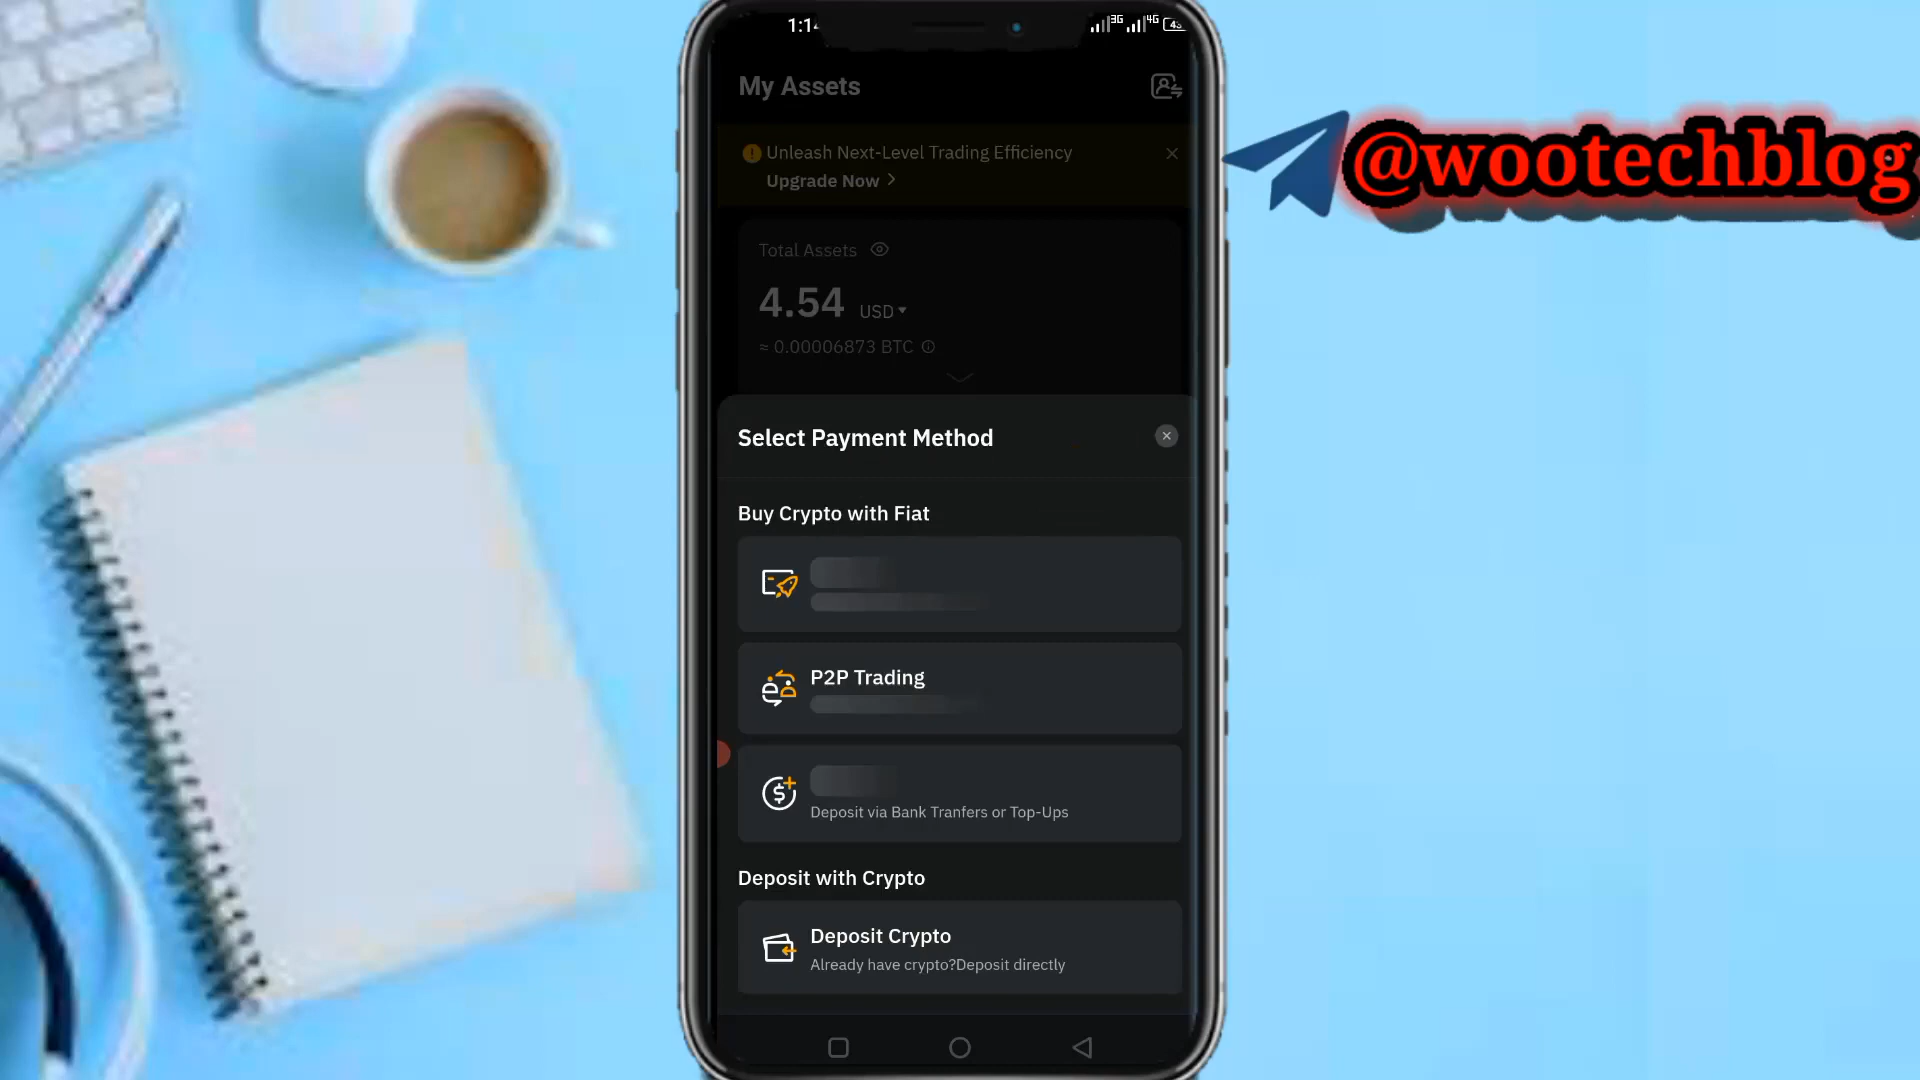 1:14
3G 4G
My Assets
Unleash Next-Level Trading Efficiency
Upgrade Now
Total Assets
4.54 USD
≈ 0.00006873 BTC
Select Payment Method
Buy Crypto with Fiat
P2P Trading
Deposit via Bank Tranfers or Top-Ups
Deposit with Crypto
Deposit Crypto
Already have crypto?Deposit directly
@wootechblog